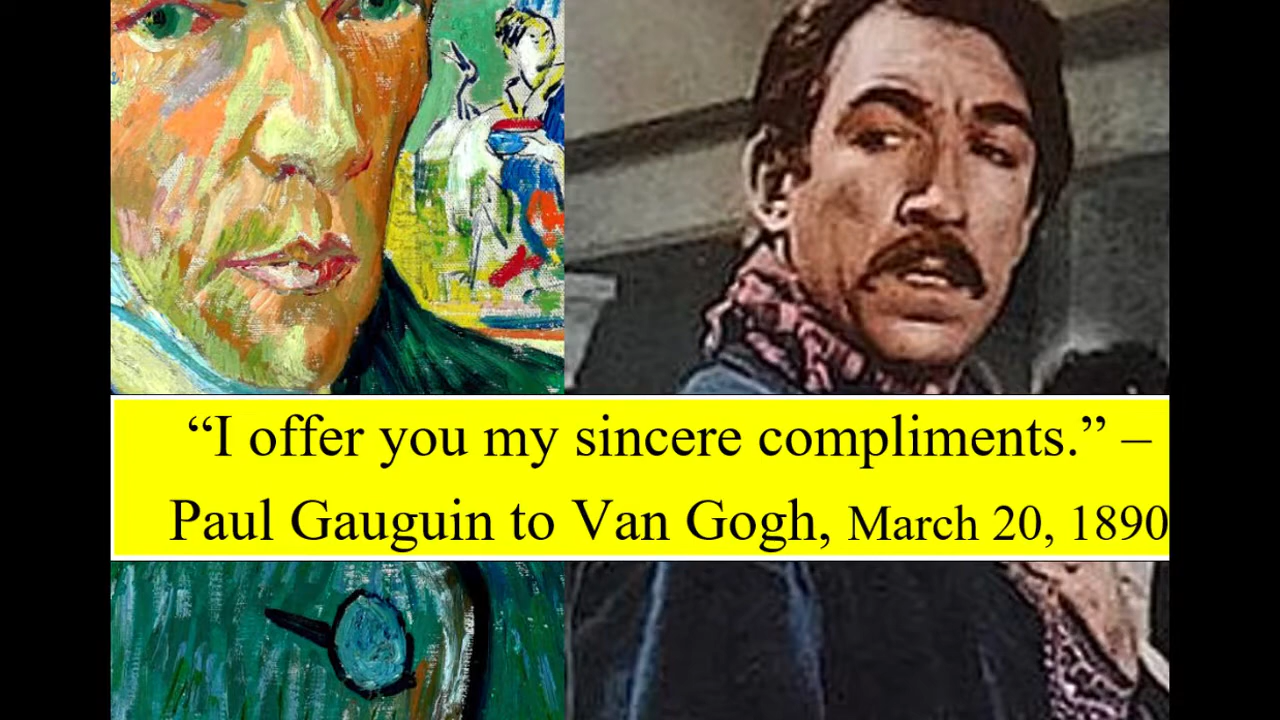 “I offer you my sincere compliments.” –
Paul Gauguin to Van Gogh, March 20, 1890